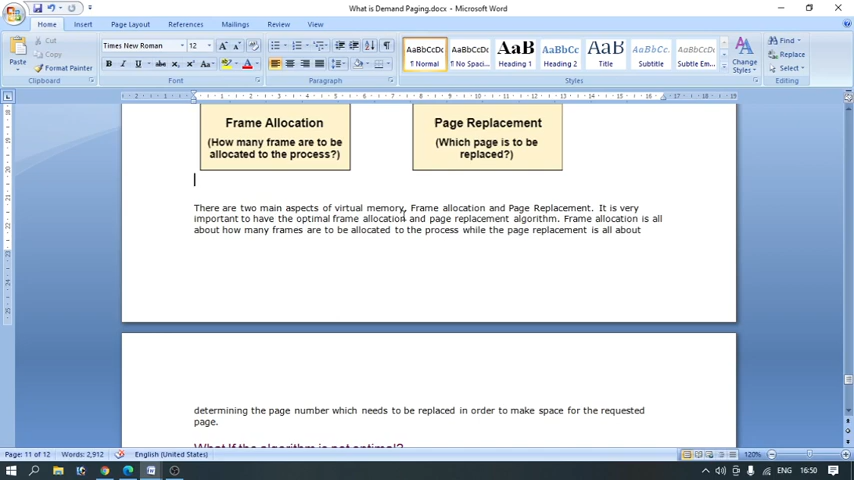 What is Demand Paging.docx - Microsoft Word
Home Insert Page Layout References Mailings Review View
Paste
Cut
Copy
Format Painter
Clipboard
Times New Roman 12
B I U
Font
Paragraph
AaBbCcDc AaBbCcDc AaBbC AaBbCc AaBb AaBbCc AaBbCcDc
¶ Normal ¶ No Spaci... Heading 1 Heading 2 Title Subtitle Subtle Em...
Change
Styles
Styles
Find
Replace
Select
Editing
Frame Allocation
(How many frame are to be
allocated to the process?)
Page Replacement
(Which page is to be
replaced?)
There are two main aspects of virtual memory, Frame allocation and Page Replacement. It is very
important to have the optimal frame allocation and page replacement algorithm. Frame allocation is all
about how many frames are to be allocated to the process while the page replacement is all about
determining the page number which needs to be replaced in order to make space for the requested
page.
What If the algorithm is not optimal?
Page: 11 of 12 Words: 2,912 English (United States) 120%
ENG 16:50